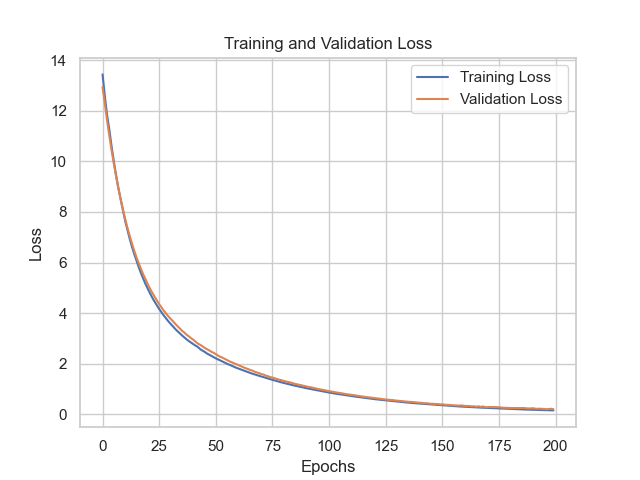 Training and Validation Loss
Training Loss
Validation Loss
14
12
10
8
6
4
2
0
Loss
0 25 50 75 100 125 150 175 200
Epochs